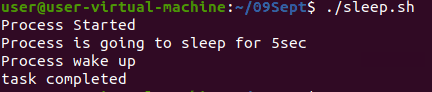 user@user-virtual-machine:~/09Sept$ ./sleep.sh
Process Started
Process is going to sleep for 5sec
Process wake up
task completed